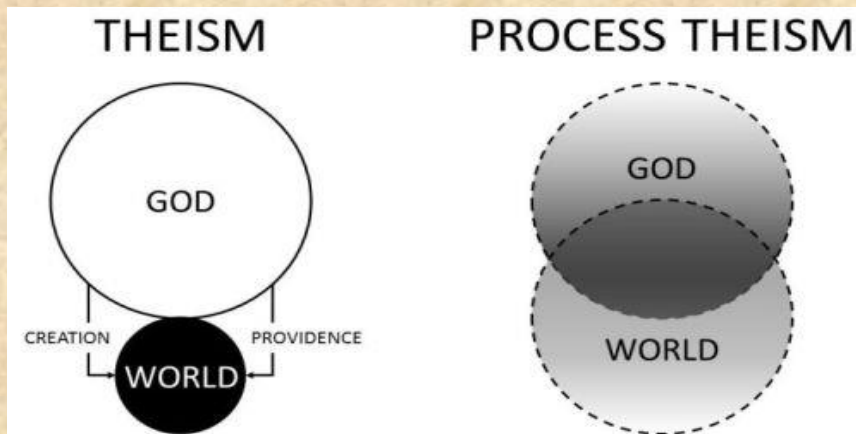 THEISM
GOD
CREATION
PROVIDENCE
WORLD
PROCESS THEISM
GOD
WORLD